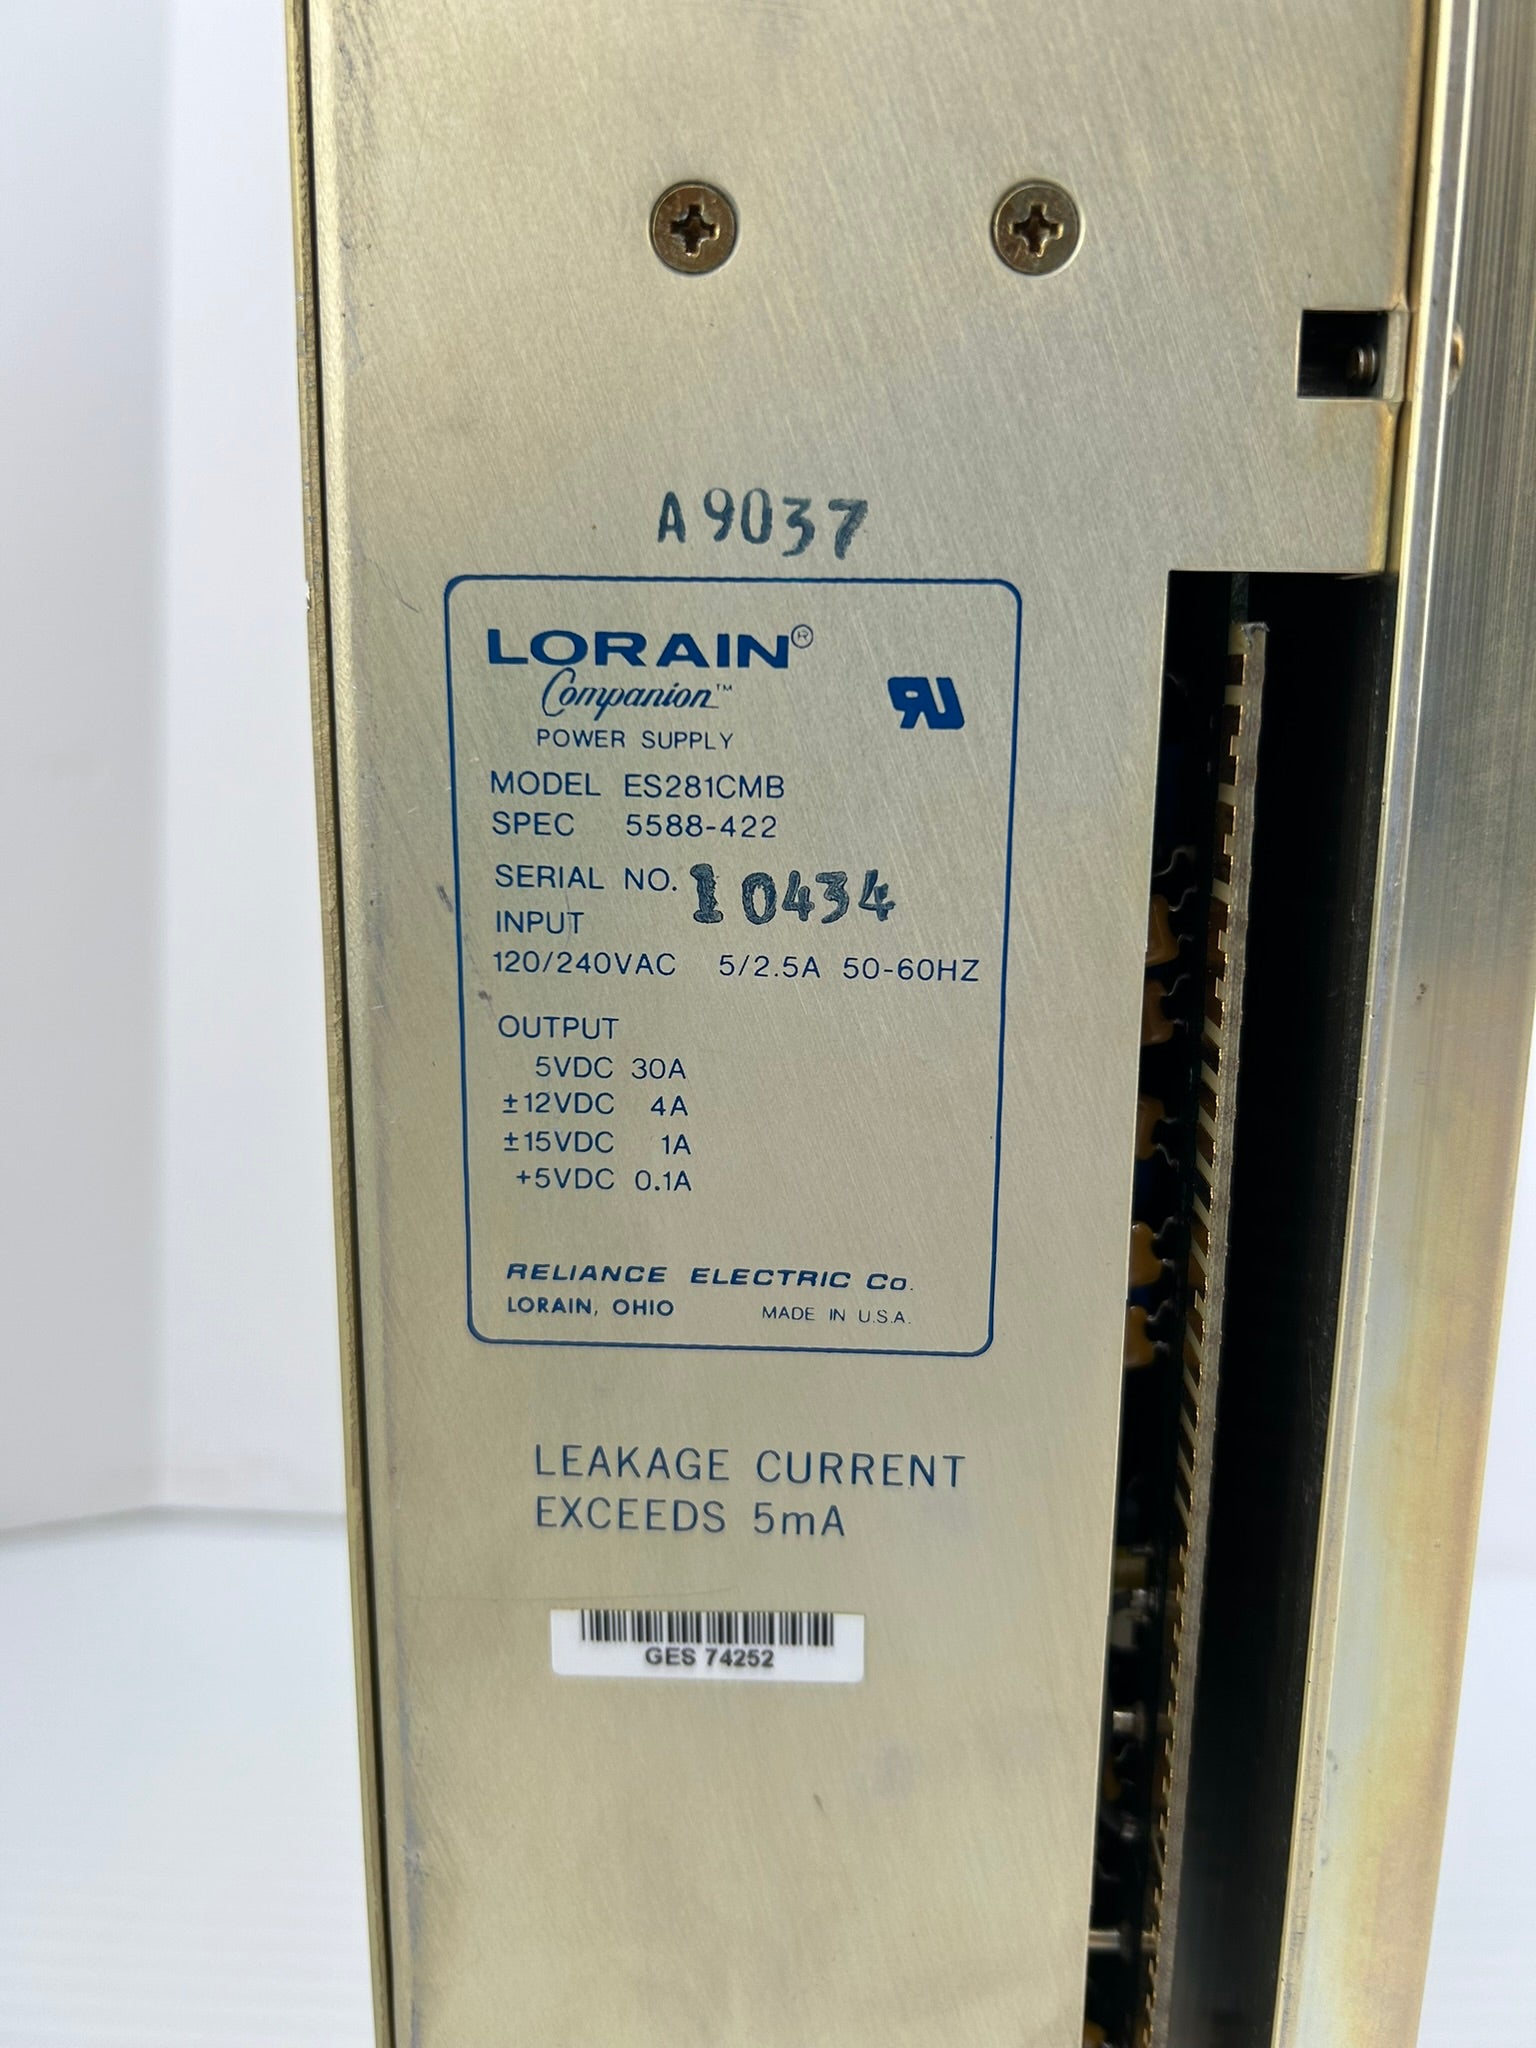 A9037
LORAIN®
Companion™
RU
POWER SUPPLY
MODEL ES281CMB
SPEC 5588-422
SERIAL NO. 10434
INPUT
120/240VAC 5/2.5A 50-60HZ
OUTPUT
5VDC 30A
±12VDC 4A
±15VDC 1A
+5VDC 0.1A
RELIANCE ELECTRIC Co.
LORAIN, OHIO MADE IN U.S.A.
LEAKAGE CURRENT
EXCEEDS 5mA
GES 74252